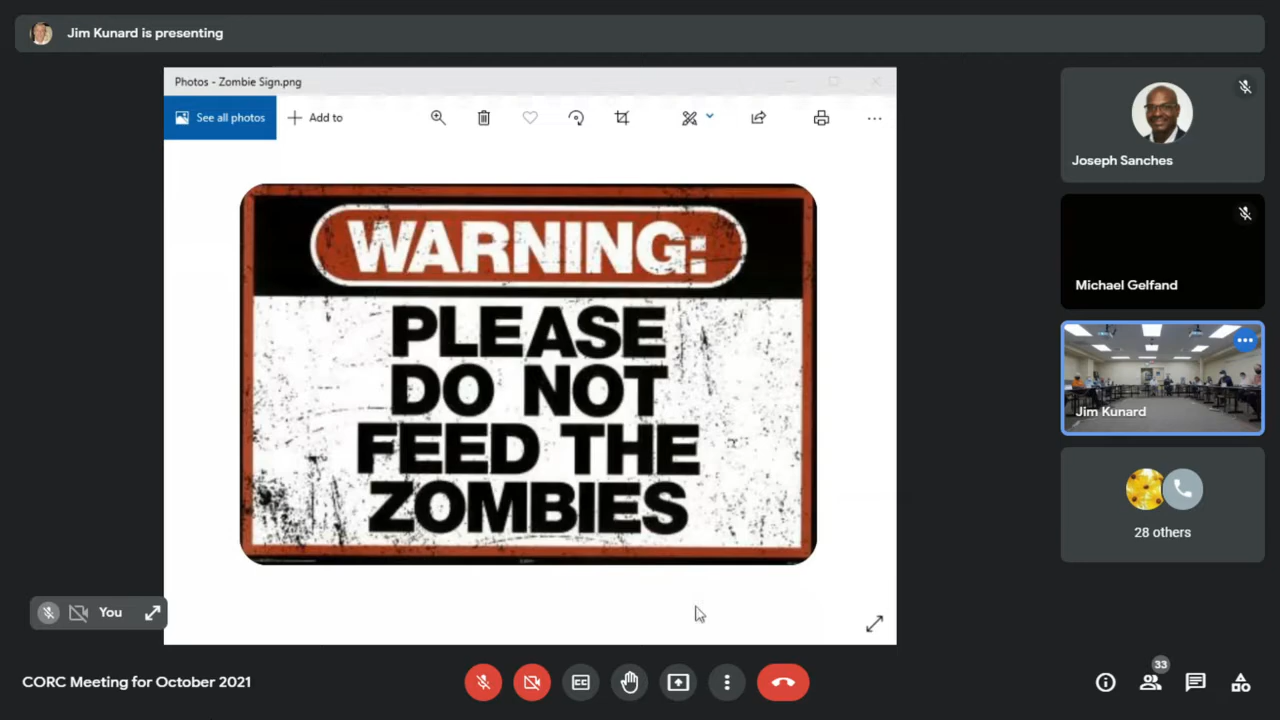 Jim Kunard is presenting
Photos - Zombie Sign.png
See all photos
Add to
WARNING:
PLEASE
DO NOT
FEED THE
ZOMBIES
Joseph Sanches
Michael Gelfand
Jim Kunard
28 others
You
CORC Meeting for October 2021
CC
33